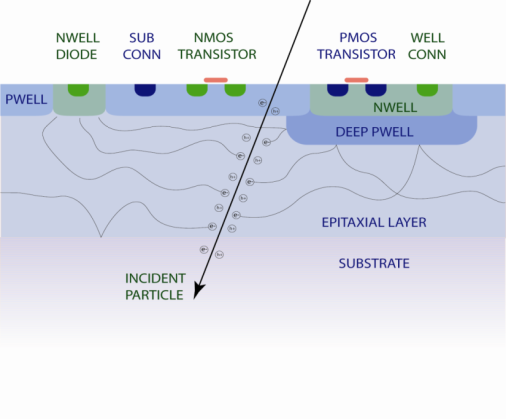 NWELL
DIODE
SUB
CONN
NMOS
TRANSISTOR
PMOS
TRANSISTOR
WELL
CONN
PWELL
NWELL
DEEP PWELL
EPITAXIAL LAYER
SUBSTRATE
INCIDENT
PARTICLE